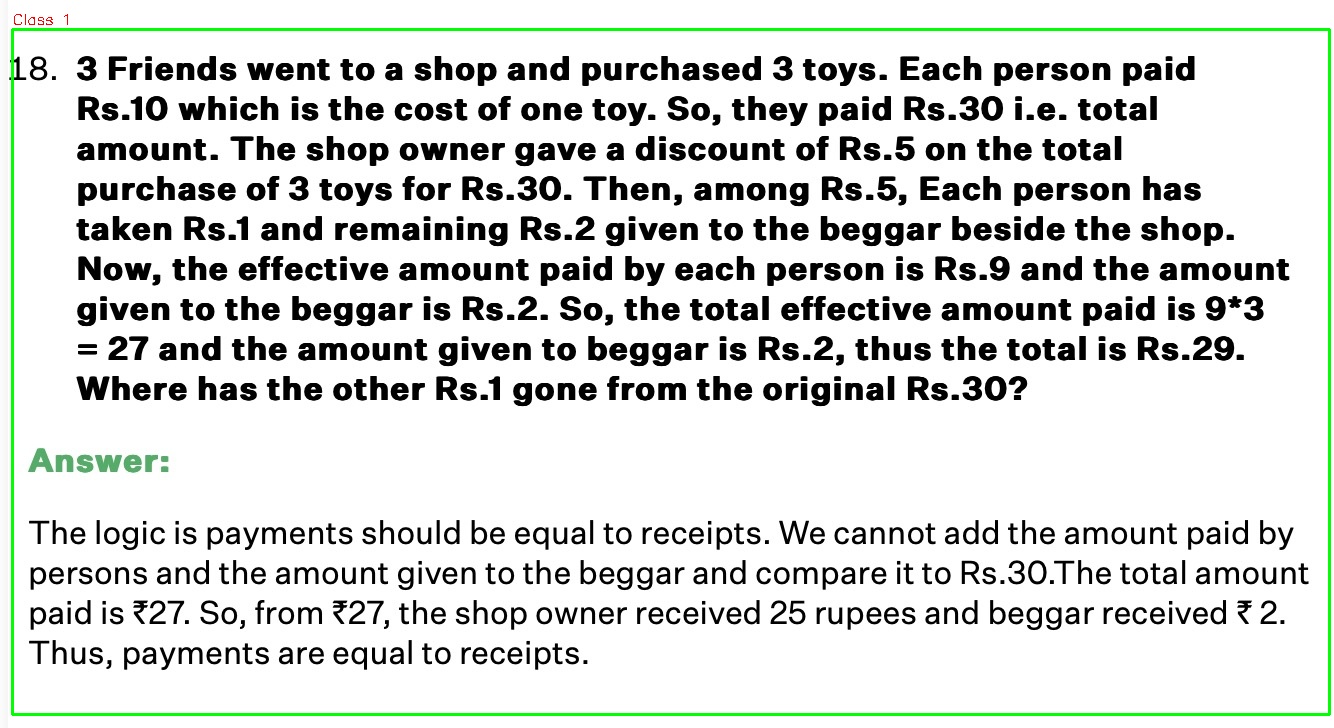 Class 1
18. 3 Friends went to a shop and purchased 3 toys. Each person paid
Rs.10 which is the cost of one toy. So, they paid Rs.30 i.e. total
amount. The shop owner gave a discount of Rs.5 on the total
purchase of 3 toys for Rs.30. Then, among Rs.5, Each person has
taken Rs.1 and remaining Rs.2 given to the beggar beside the shop.
Now, the effective amount paid by each person is Rs.9 and the amount
given to the beggar is Rs.2. So, the total effective amount paid is 9*3
= 27 and the amount given to beggar is Rs.2, thus the total is Rs.29.
Where has the other Rs.1 gone from the original Rs.30?
Answer:
The logic is payments should be equal to receipts. We cannot add the amount paid by
persons and the amount given to the beggar and compare it to Rs.30.The total amount
paid is ₹27. So, from ₹27, the shop owner received 25 rupees and beggar received ₹ 2.
Thus, payments are equal to receipts.